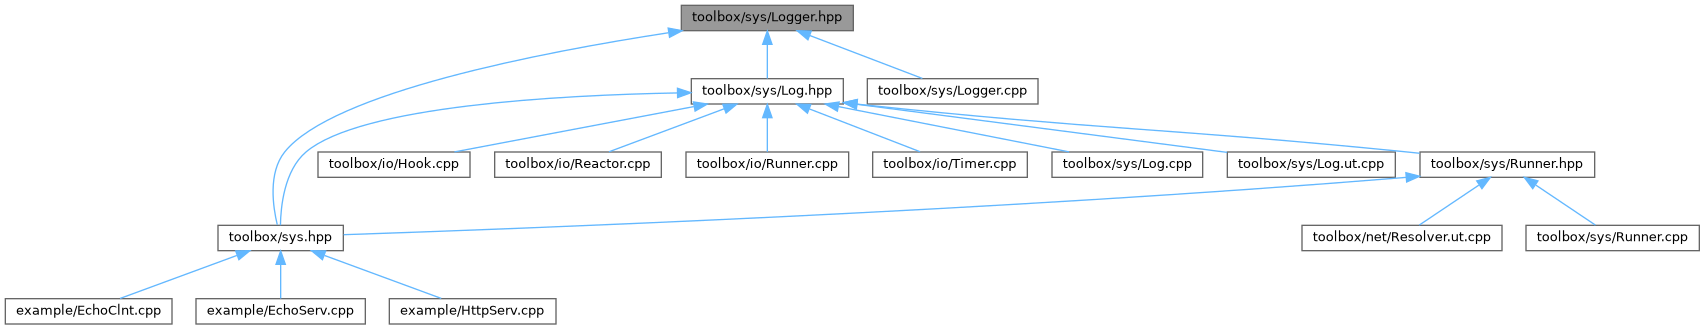 toolbox/sys/Logger.hpp
toolbox/sys/Log.hpp
toolbox/sys/Logger.cpp
toolbox/io/Hook.cpp
toolbox/io/Reactor.cpp
toolbox/io/Runner.cpp
toolbox/io/Timer.cpp
toolbox/sys/Log.cpp
toolbox/sys/Log.ut.cpp
toolbox/sys/Runner.hpp
toolbox/sys.hpp
toolbox/net/Resolver.ut.cpp
toolbox/sys/Runner.cpp
example/EchoClnt.cpp
example/EchoServ.cpp
example/HttpServ.cpp